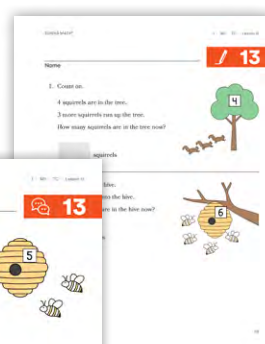 13
Name
1. Count on.
4 squirrels are in the tree.
3 more squirrels run up the tree.
How many squirrels are in the tree now?
4
squirrels
hive.
the hive.
are in the hive now?
6
13
5